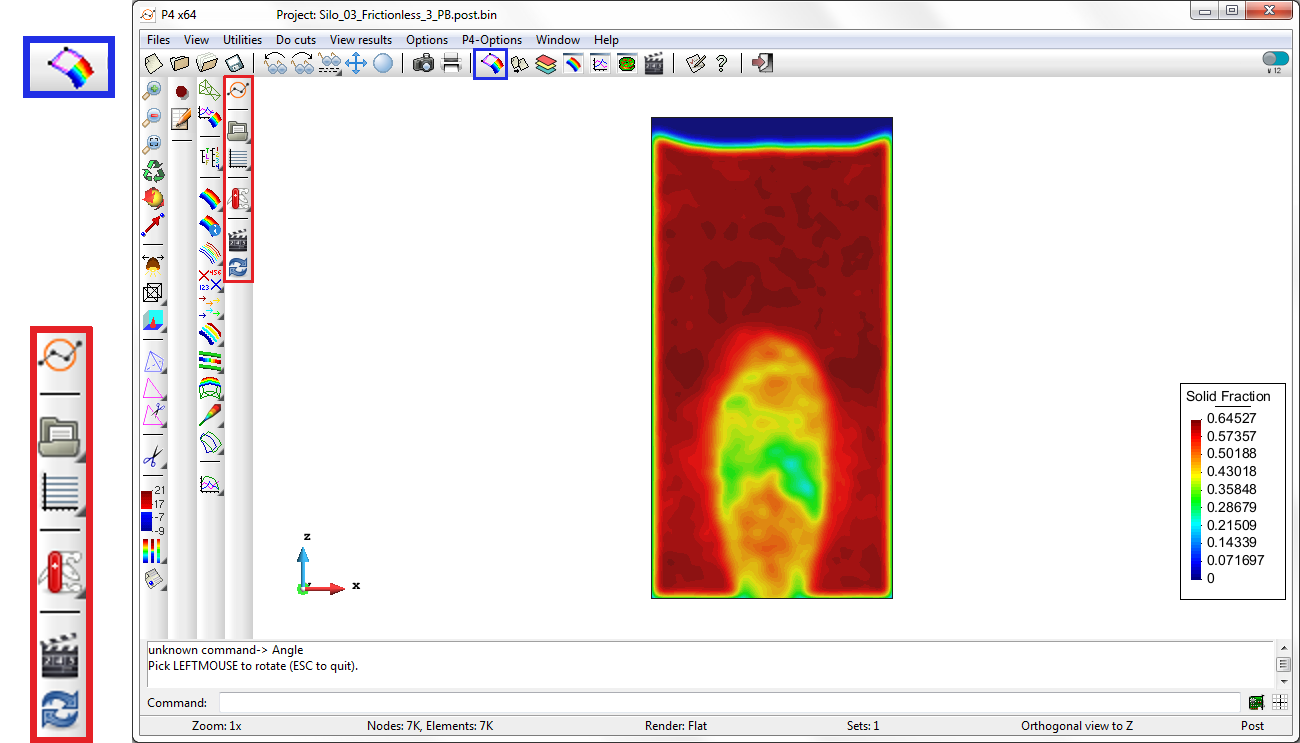 P4 x64 Project: Silo_03_Frictionless_3_PB.post.bin
Files View Utilities Do cuts View results Options P4-Options Window Help
v 12
456
123
21
17
-7
-9
Solid Fraction
0.64527
0.57357
0.50188
0.43018
0.35848
0.28679
0.21509
0.14339
0.071697
0
z
x
unknown command-> Angle
Pick LEFTMOUSE to rotate (ESC to quit).
Command:
Zoom: 1x Nodes: 7K, Elements: 7K Render: Flat Sets: 1 Orthogonal view to Z Post